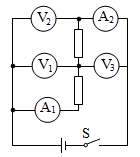 V₂ A₂
V₁ V₃
A₁
S